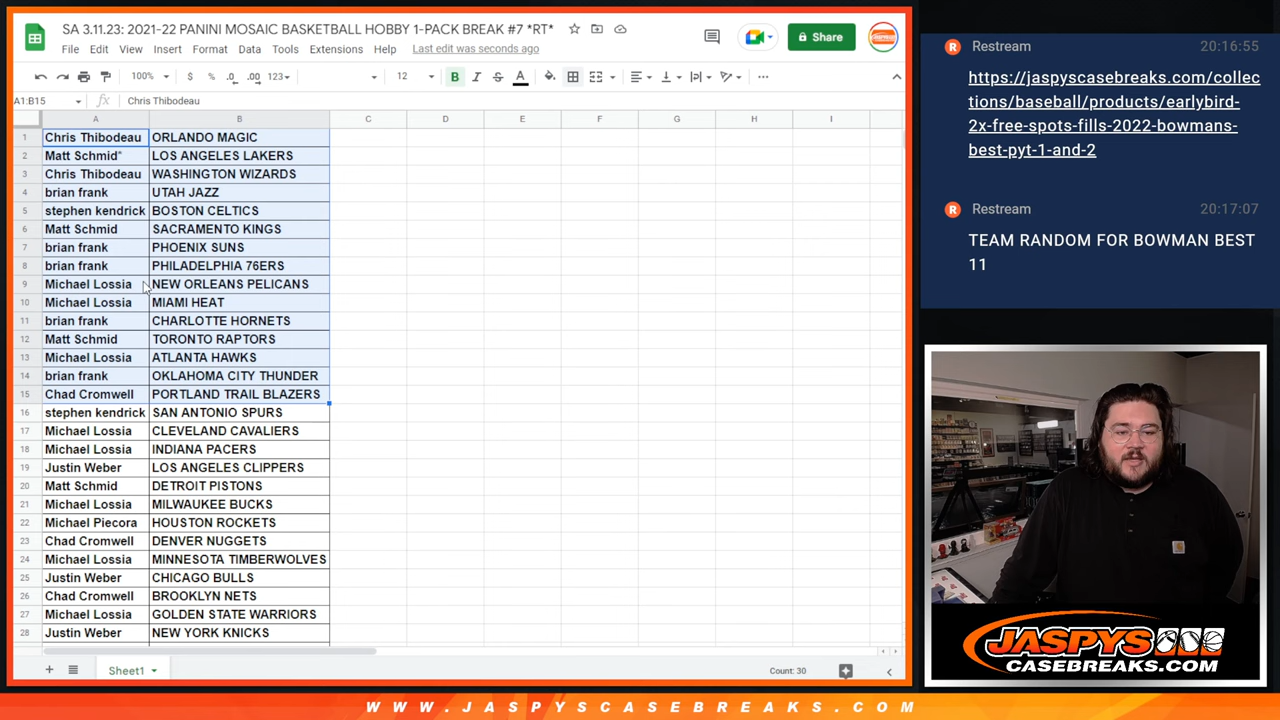 SA 3.11.23: 2021-22 PANINI MOSAIC BASKETBALL HOBBY 1-PACK BREAK #7 *RT*
File Edit View Insert Format Data Tools Extensions Help Last edit was seconds ago
Share
100% $ % .0 .00 123 12 B I A
A1:B15 fx Chris Thibodeau
A B C D E F G H I
1 Chris Thibodeau ORLANDO MAGIC
2 Matt Schmid* LOS ANGELES LAKERS
3 Chris Thibodeau WASHINGTON WIZARDS
4 brian frank UTAH JAZZ
5 stephen kendrick BOSTON CELTICS
6 Matt Schmid SACRAMENTO KINGS
7 brian frank PHOENIX SUNS
8 brian frank PHILADELPHIA 76ERS
9 Michael Lossia NEW ORLEANS PELICANS
10 Michael Lossia MIAMI HEAT
11 brian frank CHARLOTTE HORNETS
12 Matt Schmid TORONTO RAPTORS
13 Michael Lossia ATLANTA HAWKS
14 brian frank OKLAHOMA CITY THUNDER
15 Chad Cromwell PORTLAND TRAIL BLAZERS
16 stephen kendrick SAN ANTONIO SPURS
17 Michael Lossia CLEVELAND CAVALIERS
18 Michael Lossia INDIANA PACERS
19 Justin Weber LOS ANGELES CLIPPERS
20 Matt Schmid DETROIT PISTONS
21 Michael Lossia MILWAUKEE BUCKS
22 Michael Piecora HOUSTON ROCKETS
23 Chad Cromwell DENVER NUGGETS
24 Michael Lossia MINNESOTA TIMBERWOLVES
25 Justin Weber CHICAGO BULLS
26 Chad Cromwell BROOKLYN NETS
27 Michael Lossia GOLDEN STATE WARRIORS
28 Justin Weber NEW YORK KNICKS
Sheet1
Count: 30
R Restream 20:16:55
https://jaspyscasebreaks.com/collec
tions/baseball/products/earlybird-
2x-free-spots-fills-2022-bowmans-
best-pyt-1-and-2
R Restream 20:17:07
TEAM RANDOM FOR BOWMAN BEST
11
JASPYS
CASEBREAKS.COM
WWW.JASPYSCASEBREAKS.COM